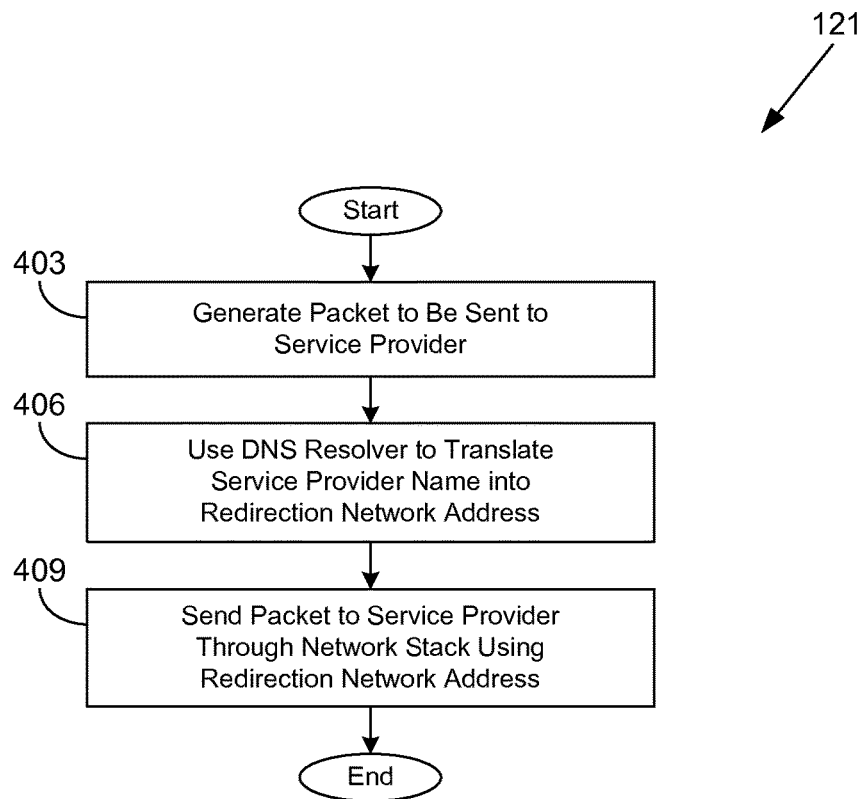 121
Start
403
Generate Packet to Be Sent to
Service Provider
406
Use DNS Resolver to Translate
Service Provider Name into
Redirection Network Address
409
Send Packet to Service Provider
Through Network Stack Using
Redirection Network Address
End